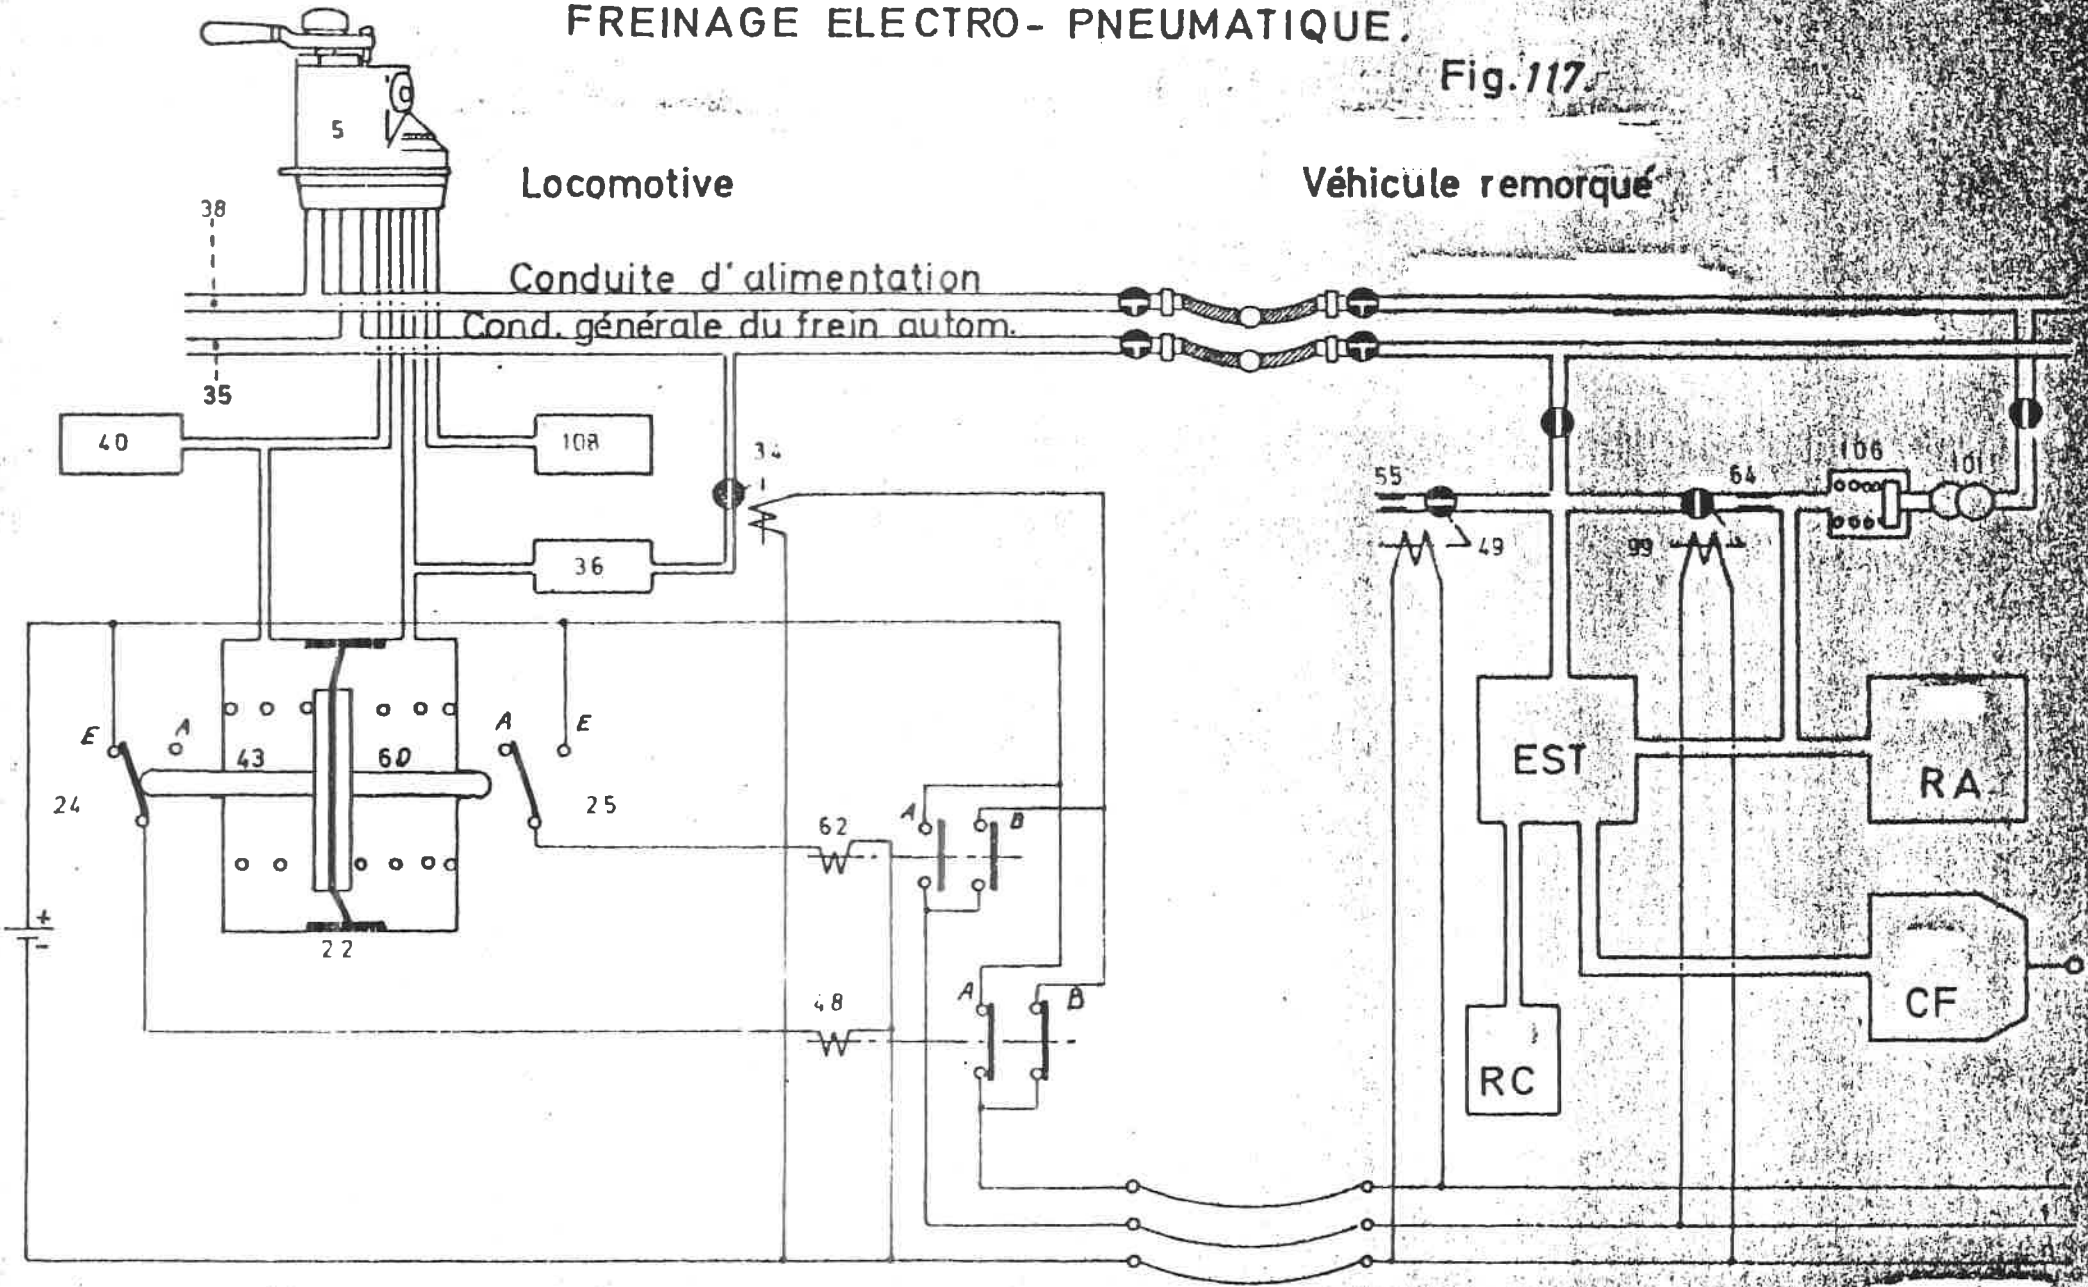 FREINAGE ELECTRO- PNEUMATIQUE.
Fig. 117.
5
Locomotive
Véhicule remorqué
38
Conduite d'alimentation
Cond. générale du frein autom.
35
40
108
34
55
64
106
101
36
49
99
E
A
43
60
A
E
24
25
EST
RA
62
A
B
22
+
-
48
A
B
CF
RC